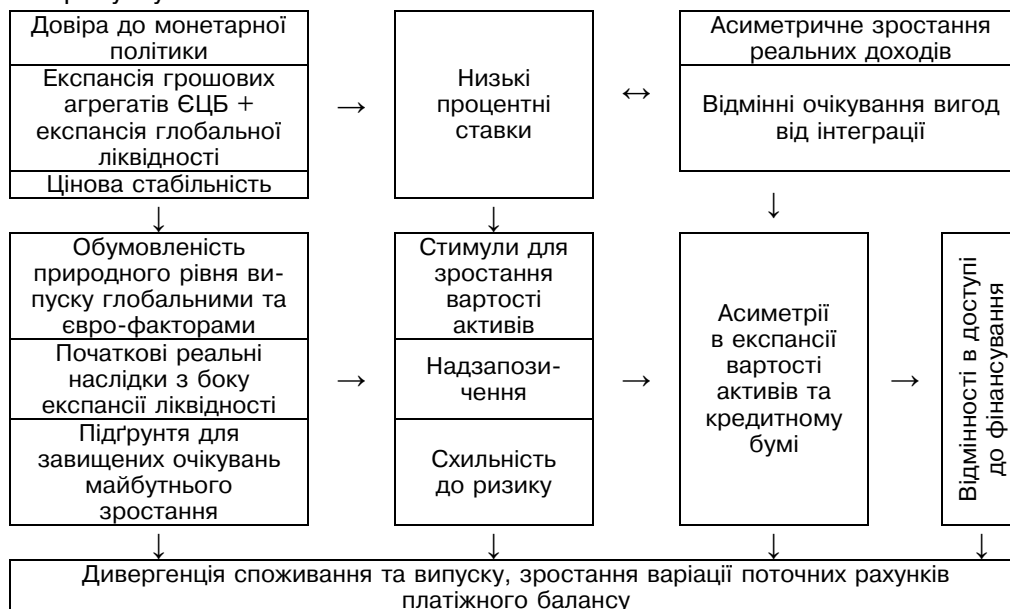 Довіра до монетарної
політики
Експансія грошових
агрегатів ЄЦБ +
експансія глобальної
ліквідності
Цінова стабільність
→
Низькі
процентні
ставки
↔
Асиметричне зростання
реальних доходів
Відмінні очікування вигод
від інтеграції
↓ ↓ ↓
Обумовленість
природного рівня ви-
пуску глобальними та
євро-факторами
Початкові реальні
наслідки з боку
експансії ліквідності
Підґрунтя для
завищених очікувань
майбутнього
зростання
→
Стимули для
зростання
вартості
активів
Надзапози-
чення
Схильність
до ризику
→
Асиметрії
в експансії
вартості
активів та
кредитному
бумі
→
Відмінності в доступі
до фінансування
↓ ↓ ↓ ↓
Дивергенція споживання та випуску, зростання варіації поточних рахунків
платіжного балансу